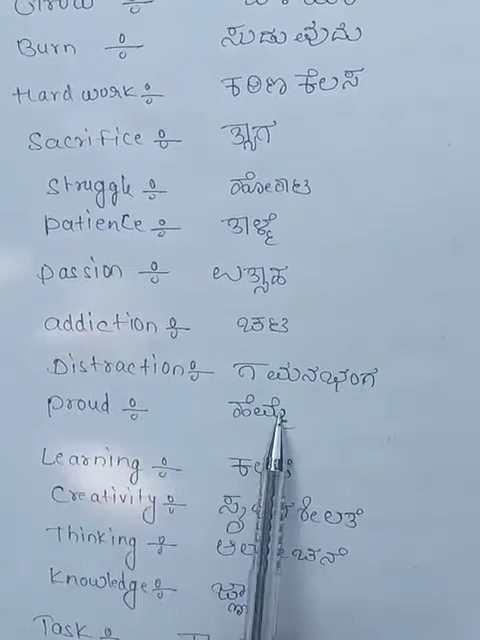 Burn ÷ ಸುಡುವುದು
Hard work ÷ ಕಠಿಣ ಕೆಲಸ
Sacrifice ÷ ತ್ಯಾಗ
Struggle ÷ ಹೋರಾಟ
patience ÷ ತಾಳ್ಮೆ
passion ÷ ಉತ್ಸಾಹ
addiction ÷ ಚಟ
Distraction ÷ ಗಮನಭಂಗ
proud ÷ ಹೆಮ್ಮೆ
Learning ÷
Creativity ÷
Thinking ÷
Knowledge ÷
Task ÷